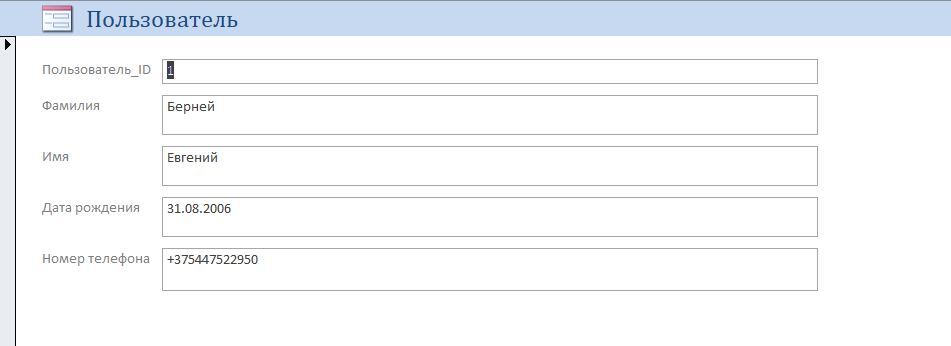 Пользователь
Пользователь_ID 1
Фамилия Берней
Имя Евгений
Дата рождения 31.08.2006
Номер телефона +375447522950